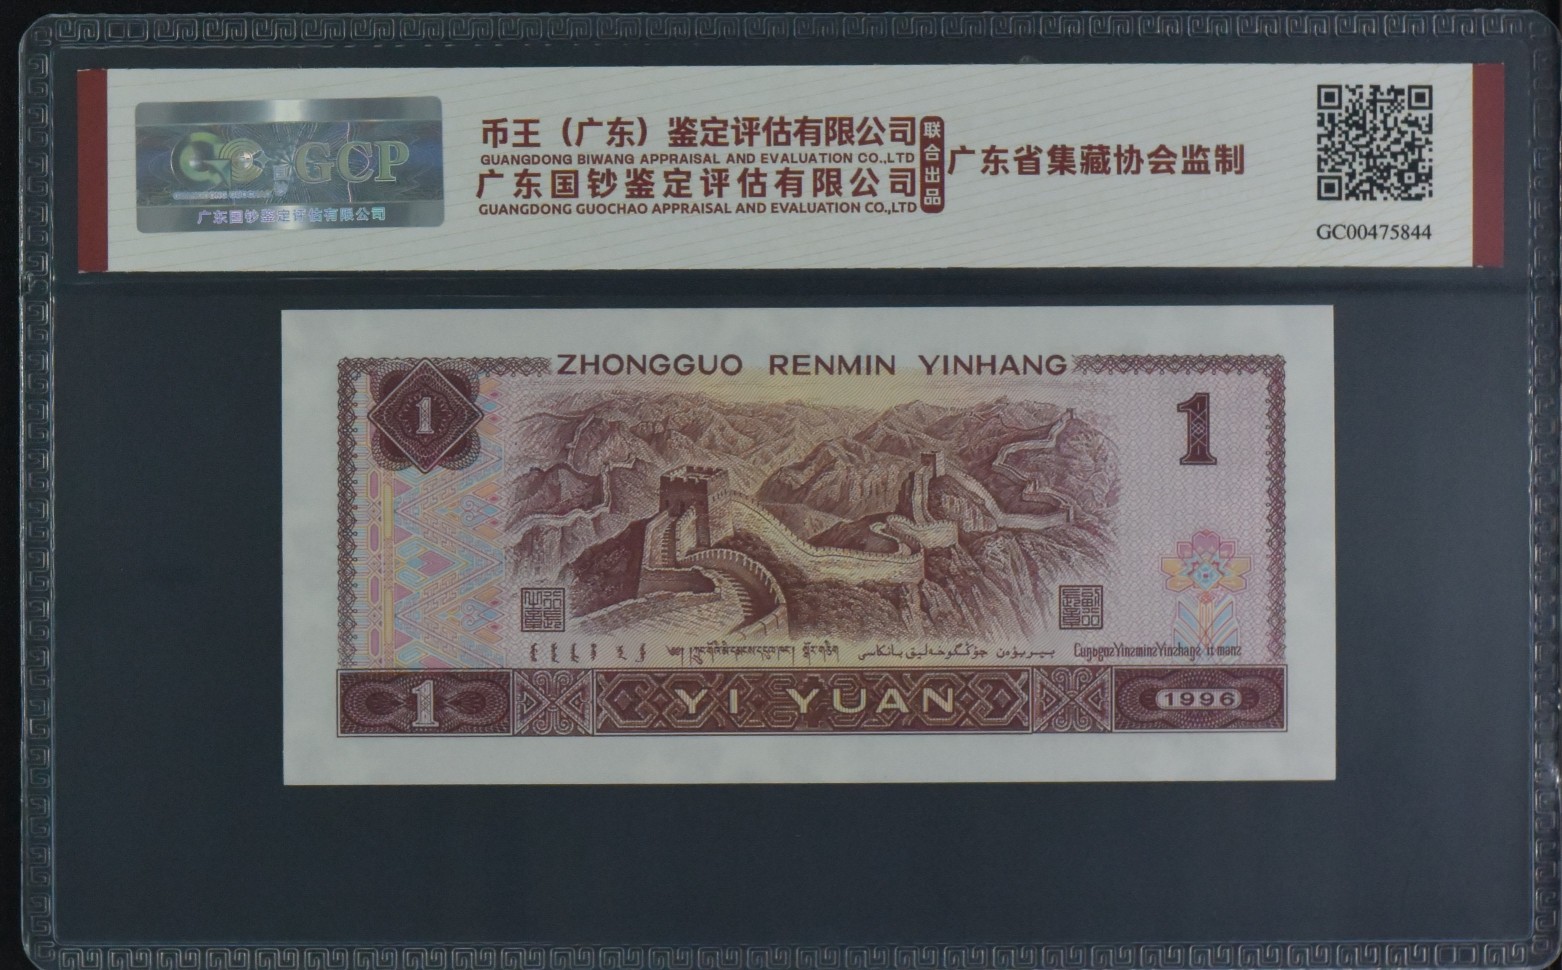 GCP
广东国钞鉴定评估有限公司
币王（广东）鉴定评估有限公司
GUANGDONG BIWANG APPRAISAL AND EVALUATION CO.,LTD
广东国钞鉴定评估有限公司
GUANGDONG GUOCHAO APPRAISAL AND EVALUATION CO.,LTD
联合出品
广东省集藏协会监制
GC00475844
ZHONGGUO RENMIN YINHANG
1
1
1
YI YUAN
1996